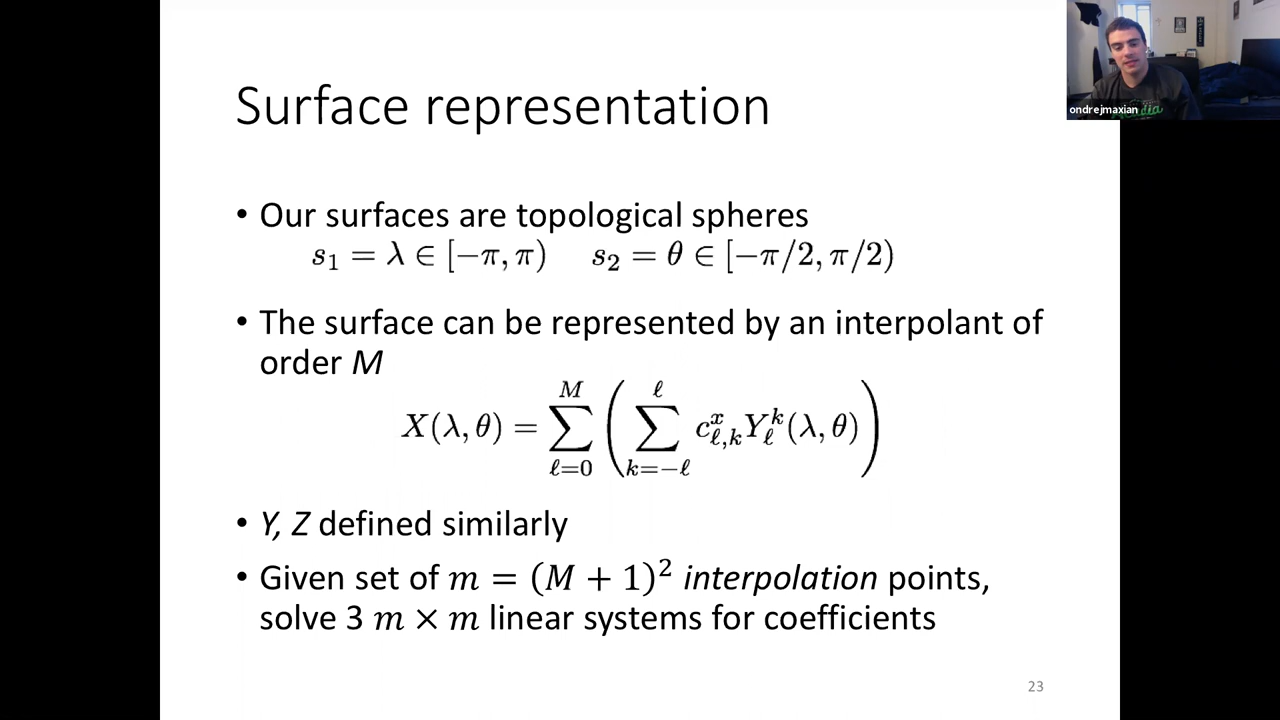 Surface representation
• Our surfaces are topological spheres
s₁ = λ ∈ [−π, π) s₂ = θ ∈ [−π/2, π/2)
• The surface can be represented by an interpolant of
order M
X(λ, θ) = ∑_{ℓ=0}^{M} ( ∑_{k=−ℓ}^{ℓ} c^x_{ℓ,k} Y^k_ℓ(λ, θ) )
• Y, Z defined similarly
• Given set of m = (M + 1)² interpolation points,
solve 3 m × m linear systems for coefficients
23
ondrejmaxian